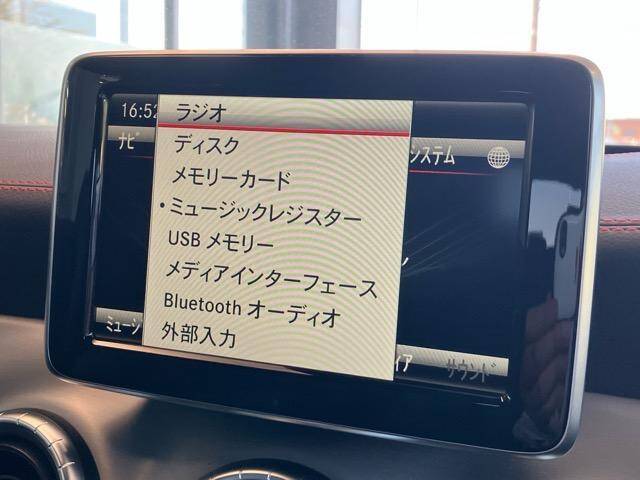 16:52
ラジオ
ナビ
ディスク
システム
メモリーカード
•ミュージックレジスター
USB メモリー
メディアインターフェース
Bluetooth オーディオ
外部入力
ミュージ
サウンド